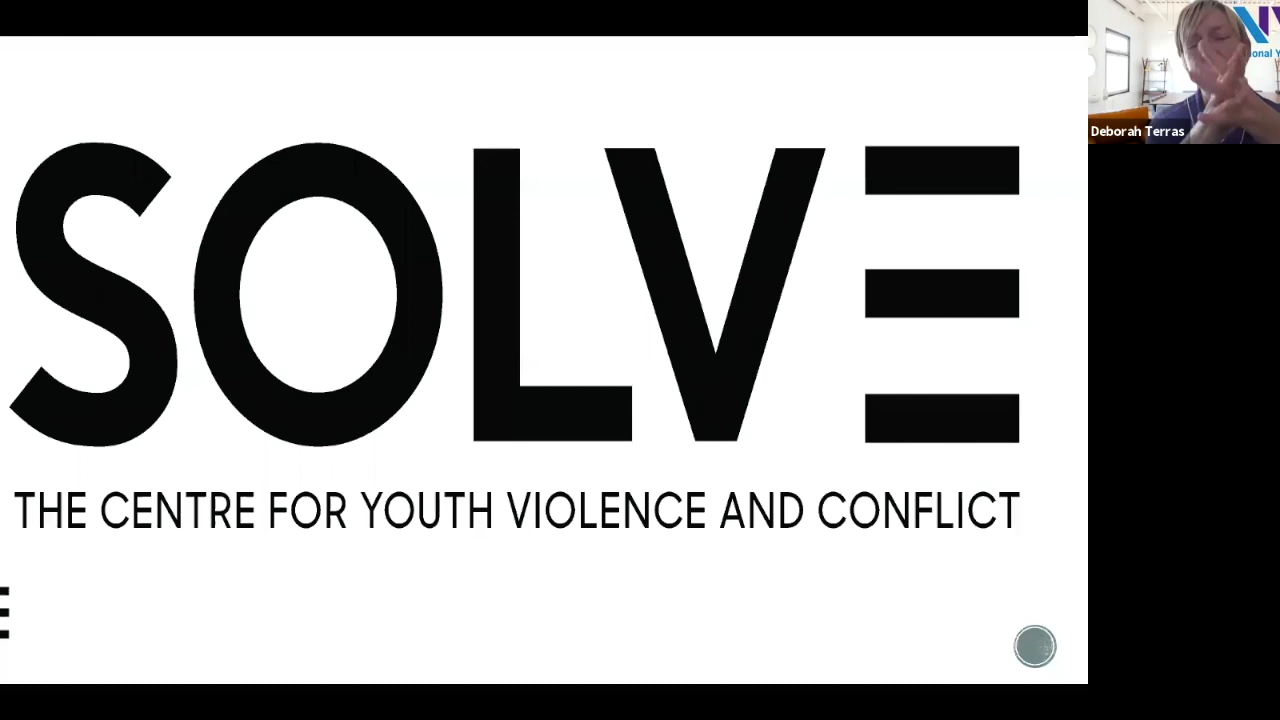 SOLVE
THE CENTRE FOR YOUTH VIOLENCE AND CONFLICT
Deborah Terras